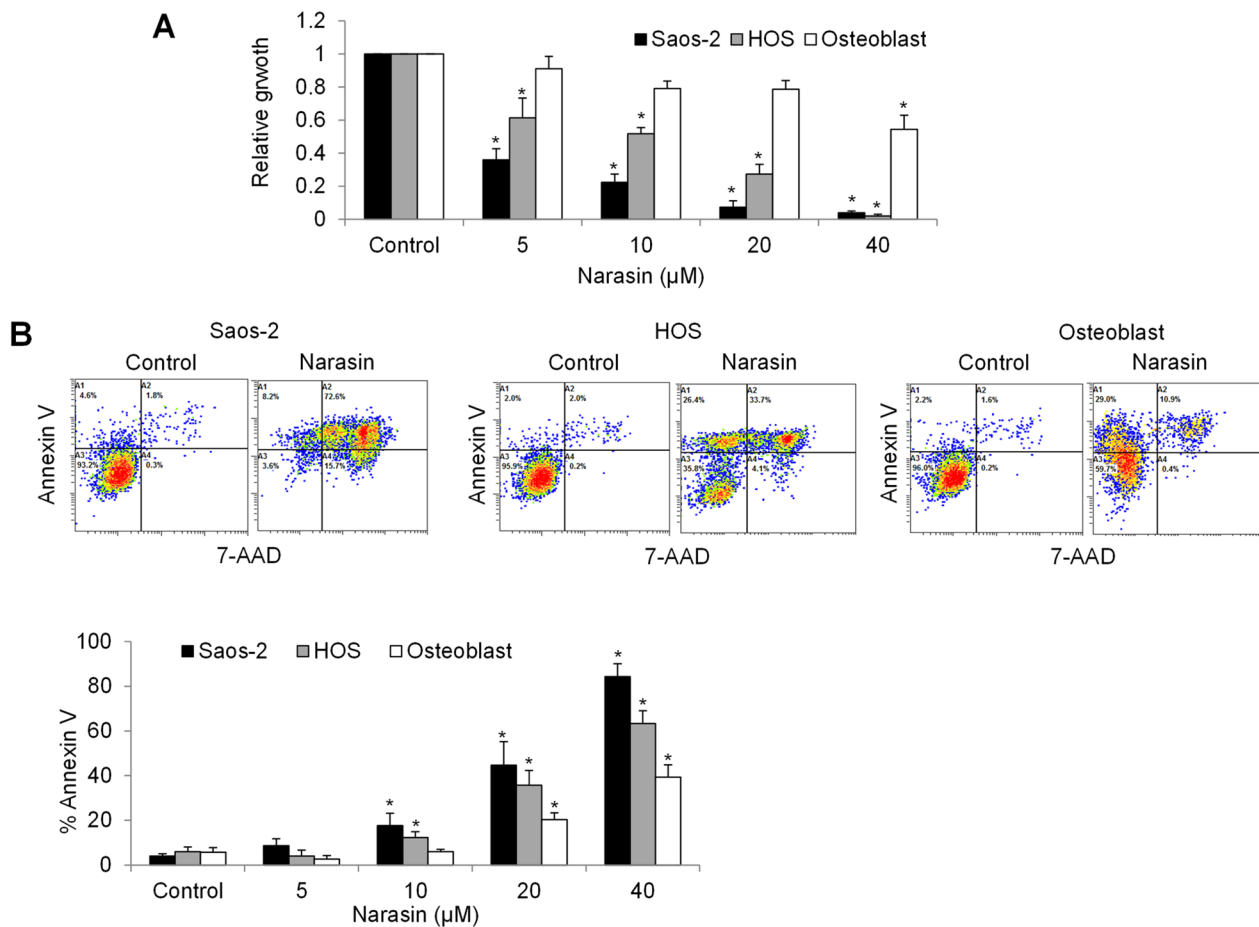 A
1.2
1
0.8
0.6
0.4
0.2
0
Relative grwoth
Saos-2 HOS Osteoblast
* * * * * * * * *
Control 5 10 20 40
Narasin (µM)
B
Saos-2 HOS Osteoblast
Control Narasin Control Narasin Control Narasin
Annexin V
A1 4.6% A2 1.8%
A3 93.2% A4 0.3%
A1 8.2% A2 72.6%
A3 3.6% A4 15.7%
7-AAD
Annexin V
A1 2.0% A2 2.0%
A3 95.9% A4 0.2%
A1 26.4% A2 33.7%
A3 35.8% A4 4.1%
7-AAD
Annexin V
A1 2.2% A2 1.6%
A3 96.0% A4 0.2%
A1 29.0% A2 10.9%
A3 59.7% A4 0.4%
7-AAD
100
80
60
40
20
0
% Annexin V
Saos-2 HOS Osteoblast
* * * * * * * *
Control 5 10 20 40
Narasin (µM)